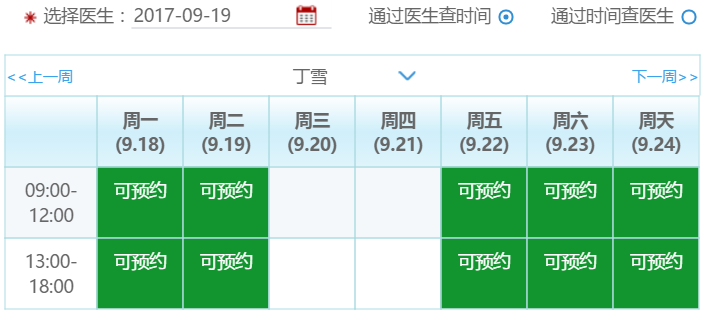 * 选择医生：2017-09-19 通过医生查时间 通过时间查医生
<<上一周 丁雪 下一周>>
周一 周二 周三 周四 周五 周六 周天
(9.18) (9.19) (9.20) (9.21) (9.22) (9.23) (9.24)
09:00-
12:00
可预约 可预约 可预约 可预约 可预约
13:00-
18:00
可预约 可预约 可预约 可预约 可预约